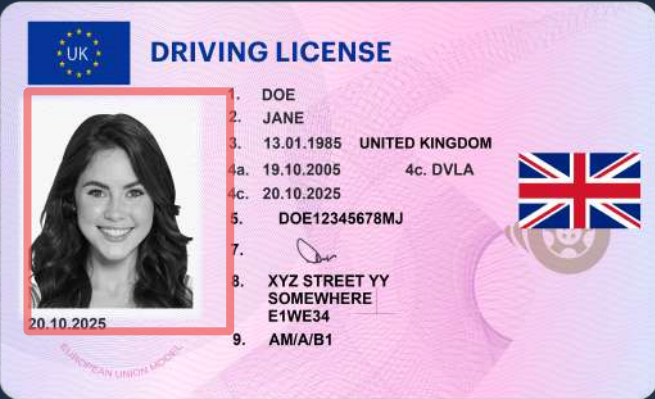 UK
DRIVING LICENSE
1. DOE
2. JANE
3. 13.01.1985 UNITED KINGDOM
4a. 19.10.2005 4c. DVLA
4c. 20.10.2025
5. DOE12345678MJ
7.
8. XYZ STREET YY
SOMEWHERE
E1WE34
9. AM/A/B1
20.10.2025
EUROPEAN UNION MODEL